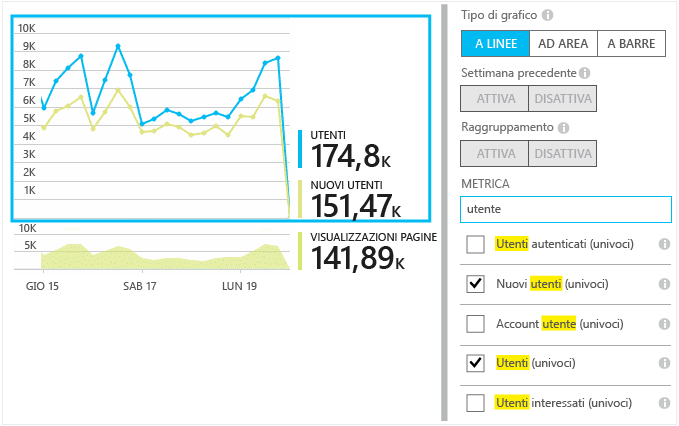 10K
9K
8K
7K
6K
5K
4K
3K
2K
1K
UTENTI
174,8K
NUOVI UTENTI
151,47K
10K
5K
VISUALIZZAZIONI PAGINE
141,89K
GIO 15
SAB 17
LUN 19
Tipo di grafico
A LINEE
AD AREA
A BARRE
Settimana precedente
ATTIVA
DISATTIVA
Raggruppamento
ATTIVA
DISATTIVA
METRICA
utente
Utenti autenticati (univoci)
Nuovi utenti (univoci)
Account utente (univoci)
Utenti (univoci)
Utenti interessati (univoci)